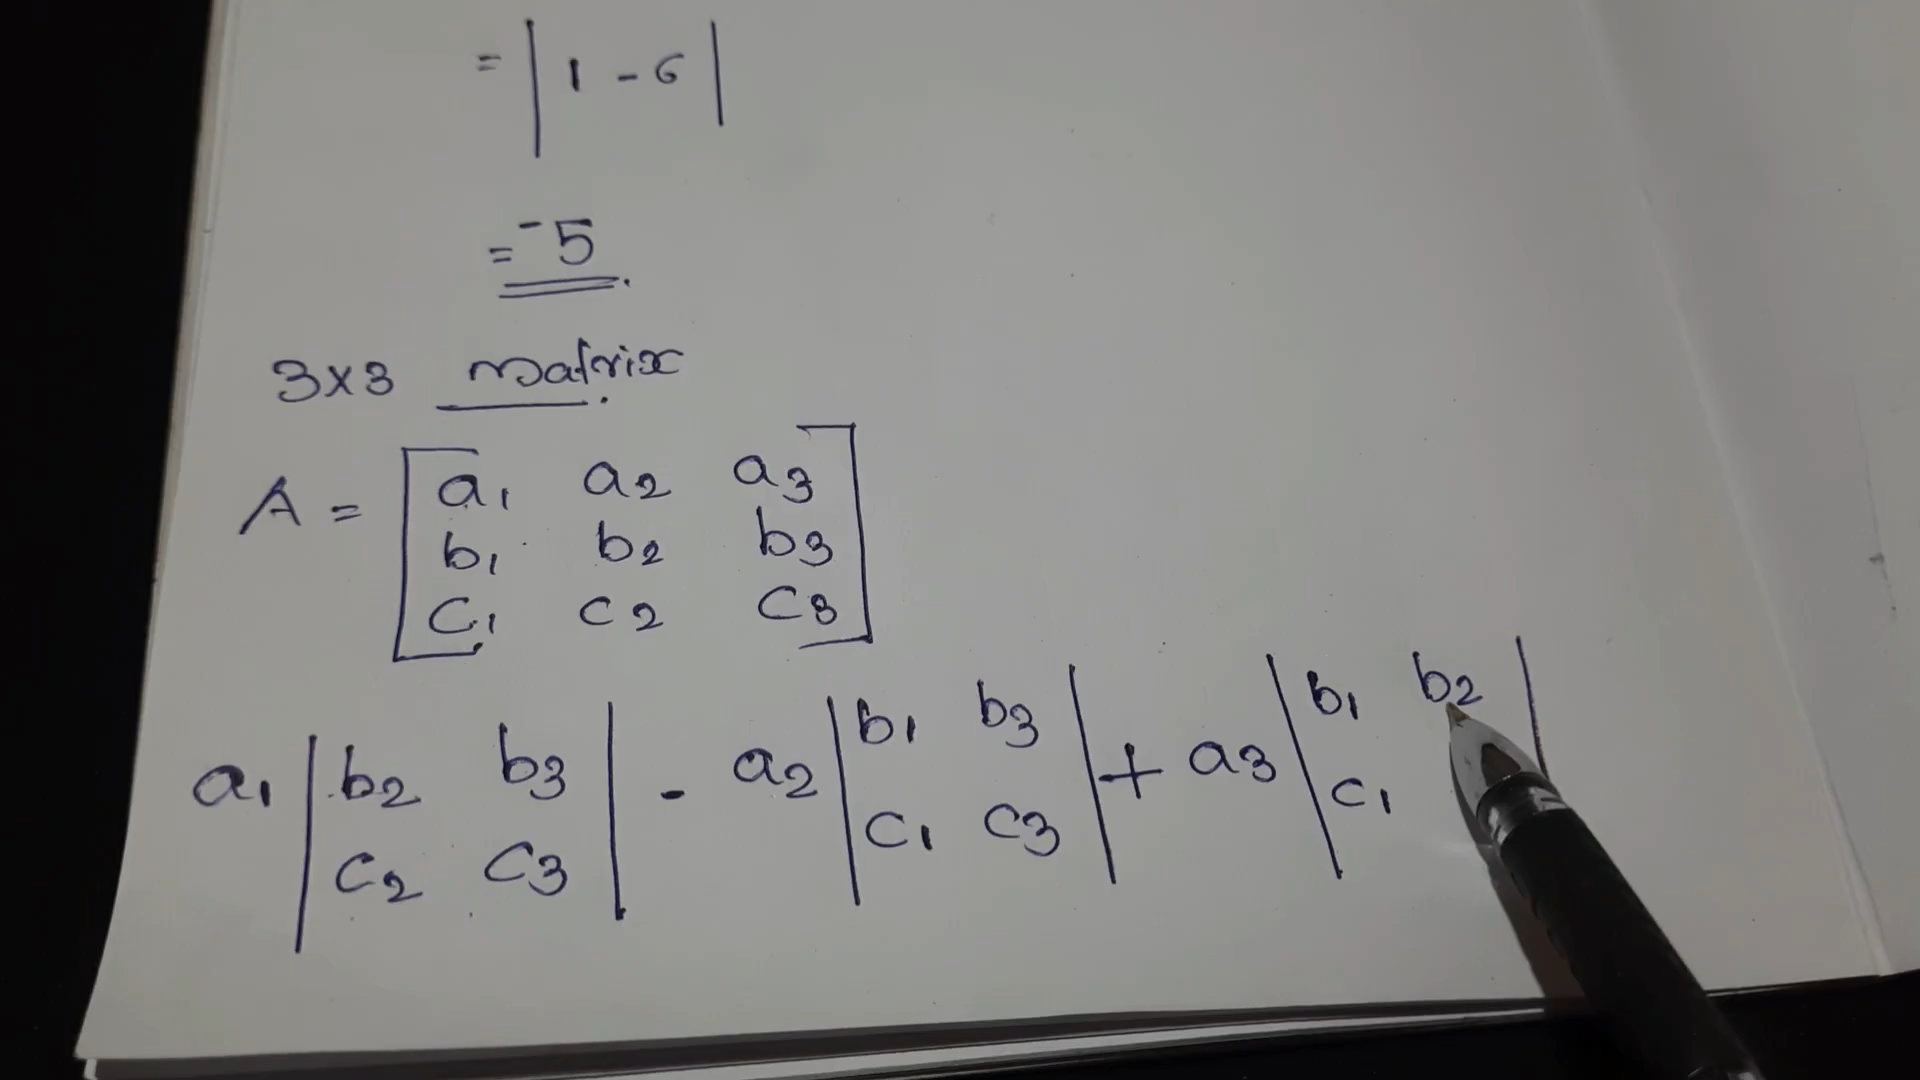 = | 1 - 6 |
= -5
3x3 matrix.
A = [ a1 a2 a3
b1 b2 b3
c1 c2 c3 ]
a1 | b2 b3 | - a2 | b1 b3 | + a3 | b1 b2 |
c2 c3 c1 c3 c1